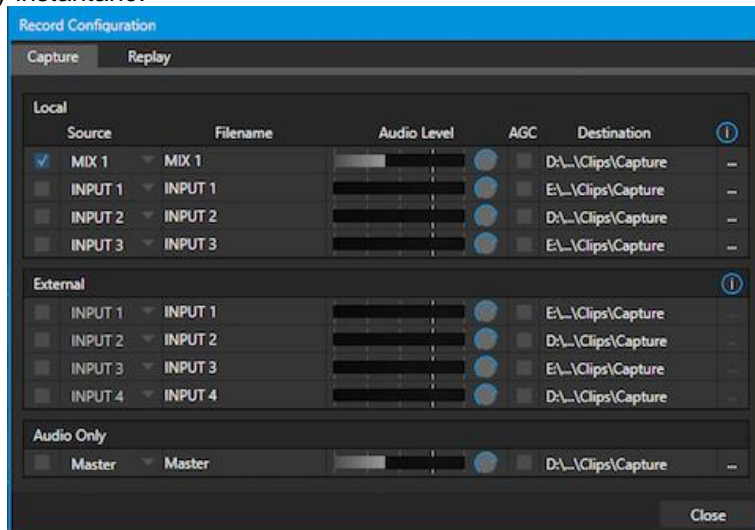 Record Configuration
Capture Replay
Local
Source Filename Audio Level AGC Destination
MIX 1 MIX 1 D:\...\Clips\Capture ...
INPUT 1 INPUT 1 E:\...\Clips\Capture ...
INPUT 2 INPUT 2 D:\...\Clips\Capture ...
INPUT 3 INPUT 3 E:\...\Clips\Capture ...
External
INPUT 1 INPUT 1 E:\...\Clips\Capture ...
INPUT 2 INPUT 2 D:\...\Clips\Capture ...
INPUT 3 INPUT 3 E:\...\Clips\Capture ...
INPUT 4 INPUT 4 D:\...\Clips\Capture ...
Audio Only
Master Master D:\...\Clips\Capture ...
Close